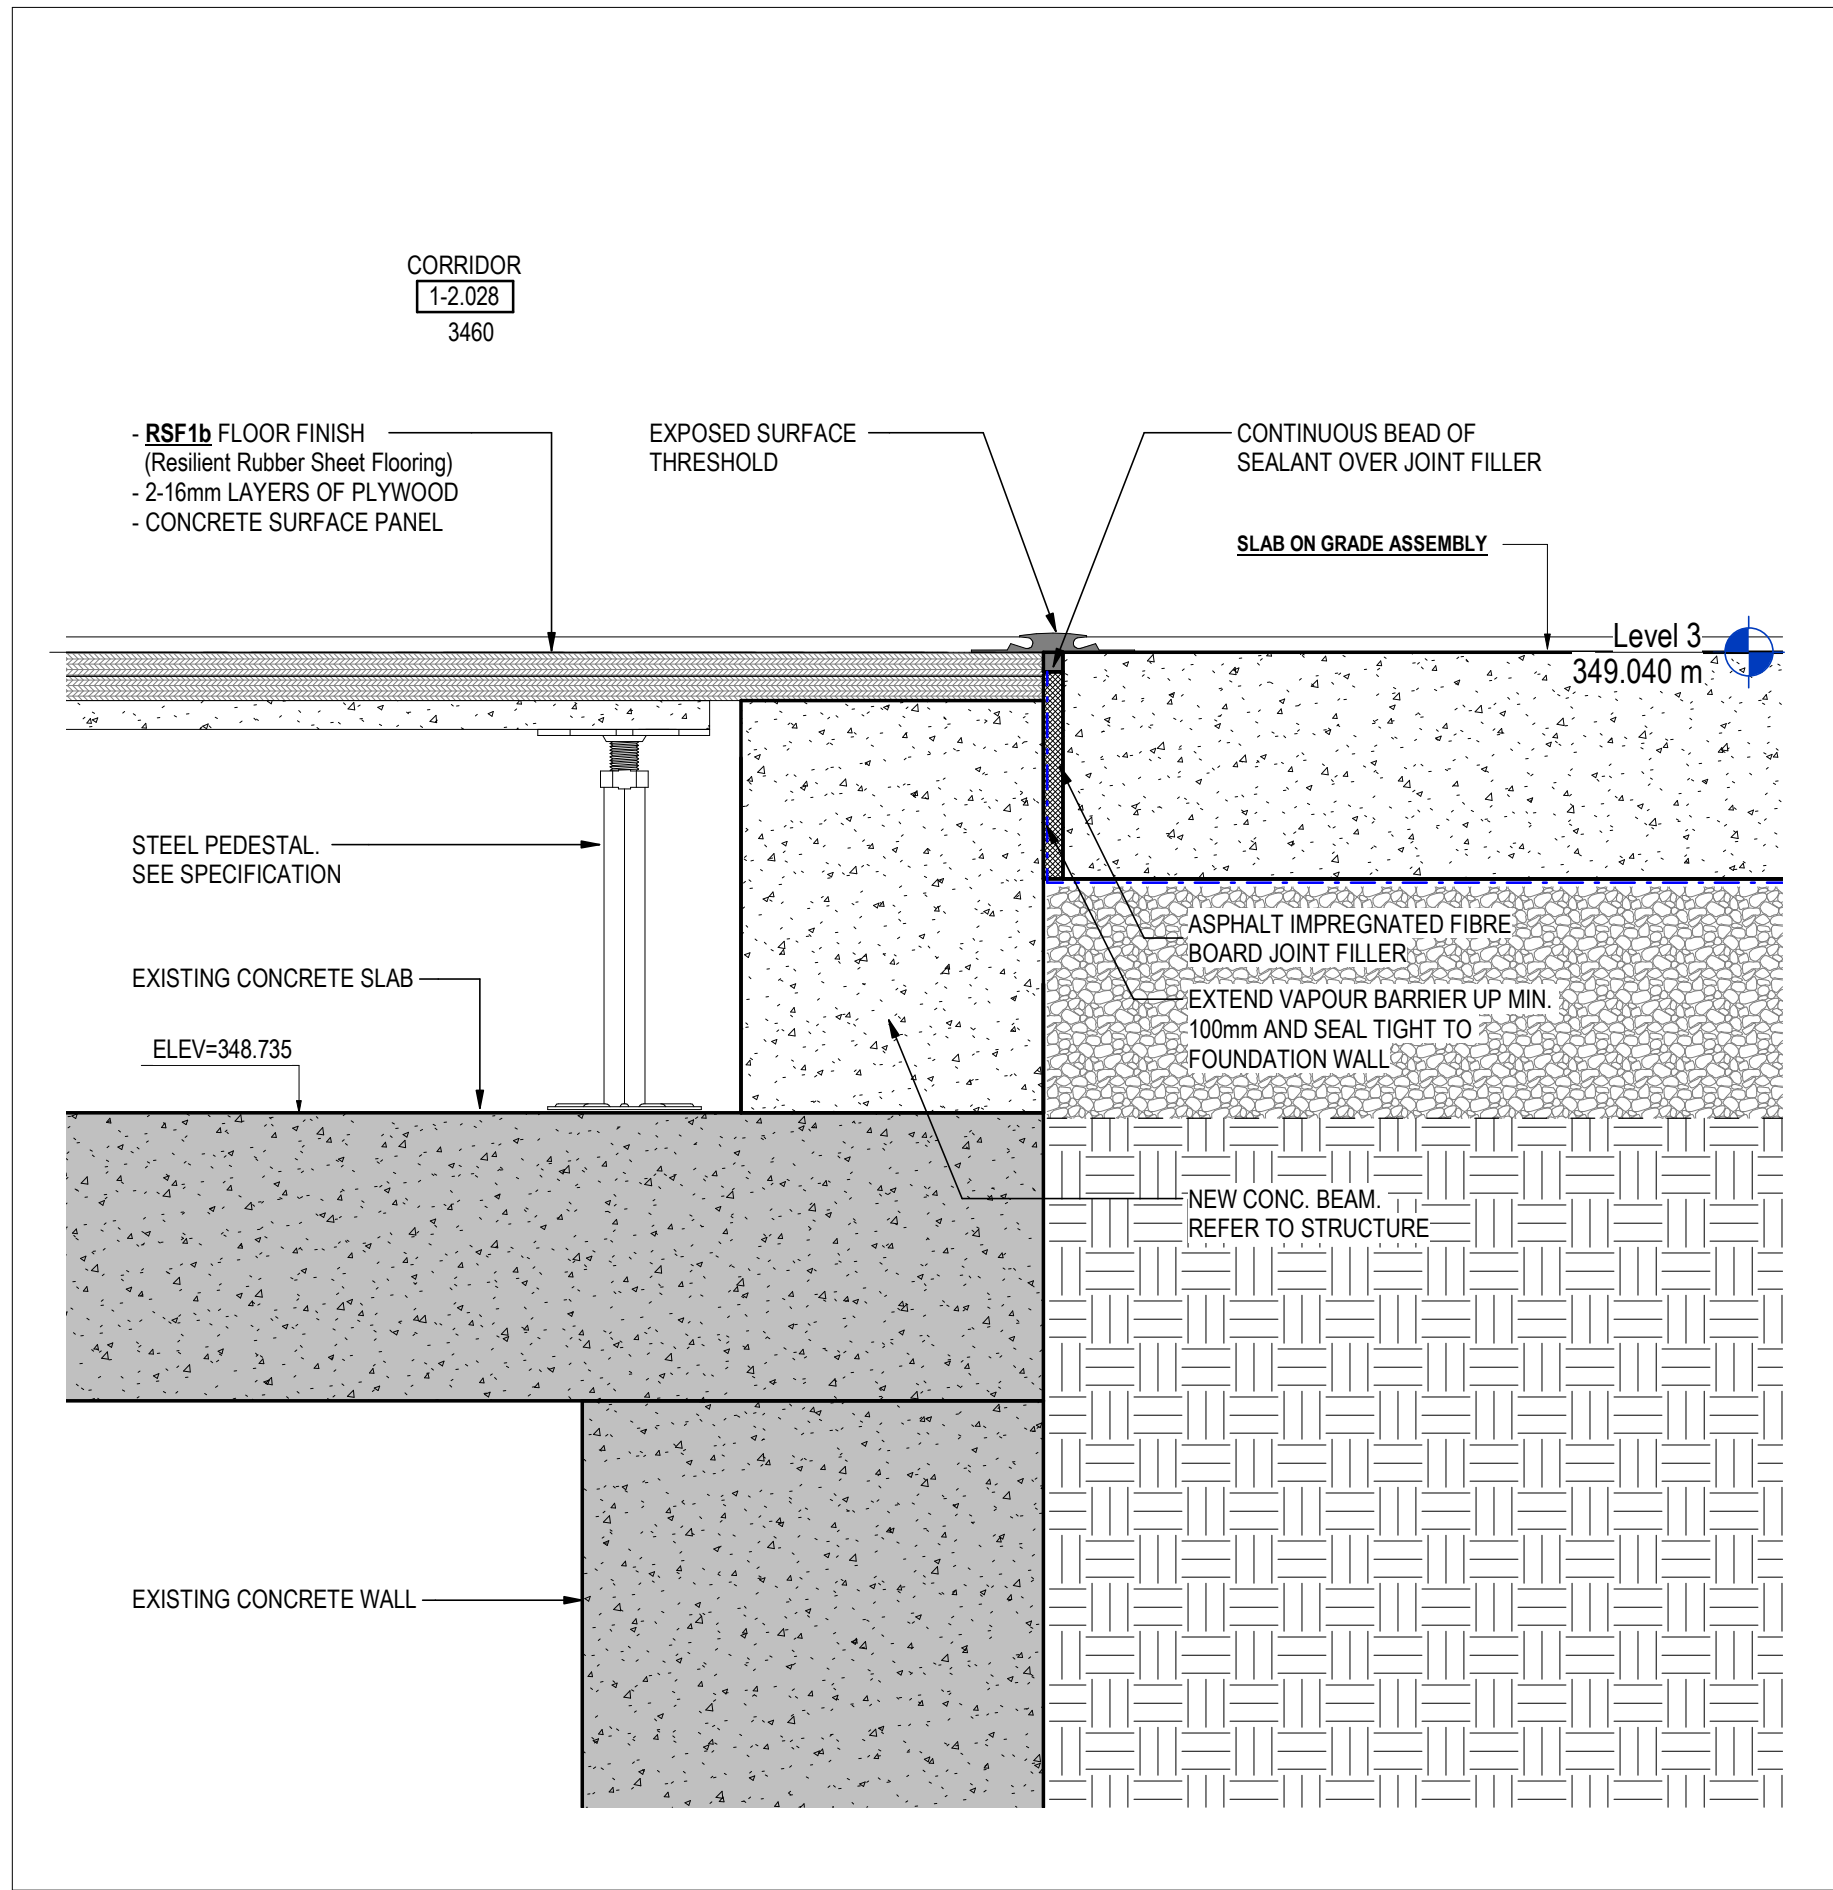 CORRIDOR
1-2.028
3460
- RSF1b FLOOR FINISH
(Resilient Rubber Sheet Flooring)
- 2-16mm LAYERS OF PLYWOOD
- CONCRETE SURFACE PANEL
EXPOSED SURFACE
THRESHOLD
CONTINUOUS BEAD OF
SEALANT OVER JOINT FILLER
SLAB ON GRADE ASSEMBLY
Level 3
349.040 m
STEEL PEDESTAL.
SEE SPECIFICATION
ASPHALT IMPREGNATED FIBRE
BOARD JOINT FILLER
EXISTING CONCRETE SLAB
EXTEND VAPOUR BARRIER UP MIN.
100mm AND SEAL TIGHT TO
FOUNDATION WALL
ELEV=348.735
NEW CONC. BEAM.
REFER TO STRUCTURE
EXISTING CONCRETE WALL